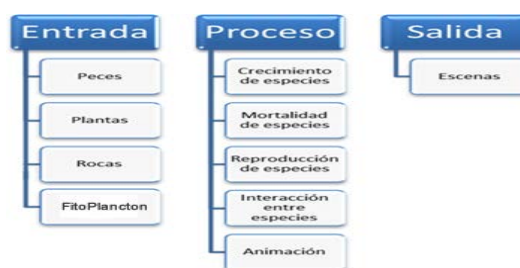 Entrada
Peces
Plantas
Rocas
FitoPlancton
Proceso
Crecimiento
de especies
Mortalidad
de especies
Reproducción
de especies
Interacción
entre
especies
Animación
Salida
Escenas